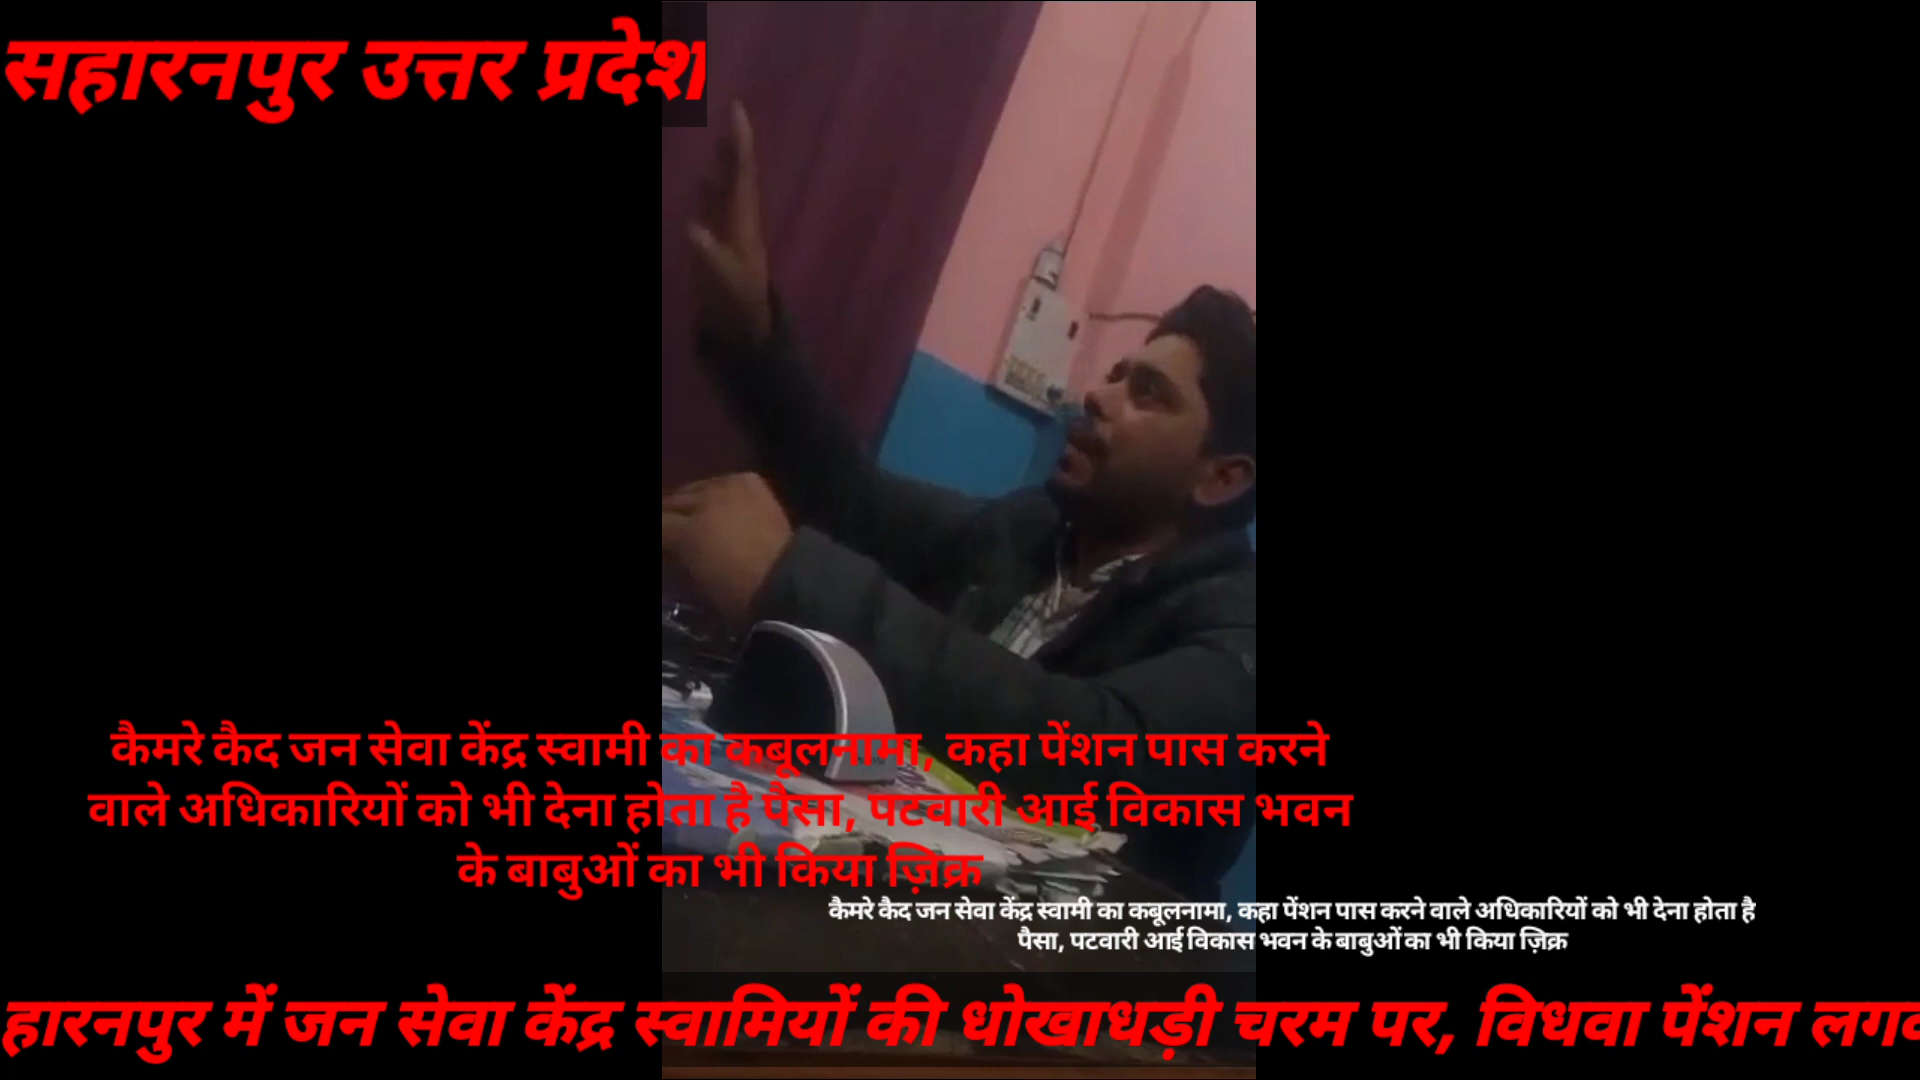 सहारनपुर उत्तर प्रदेश
कैमरे कैद जन सेवा केंद्र स्वामी का कबूलनामा, कहा पेंशन पास करने
वाले अधिकारियों को भी देना होता है पैसा, पटवारी आई विकास भवन
के बाबुओं का भी किया ज़िक्र
कैमरे कैद जन सेवा केंद्र स्वामी का कबूलनामा, कहा पेंशन पास करने वाले अधिकारियों को भी देना होता है
पैसा, पटवारी आई विकास भवन के बाबुओं का भी किया ज़िक्र
हारनपुर में जन सेवा केंद्र स्वामियों की धोखाधड़ी चरम पर, विधवा पेंशन